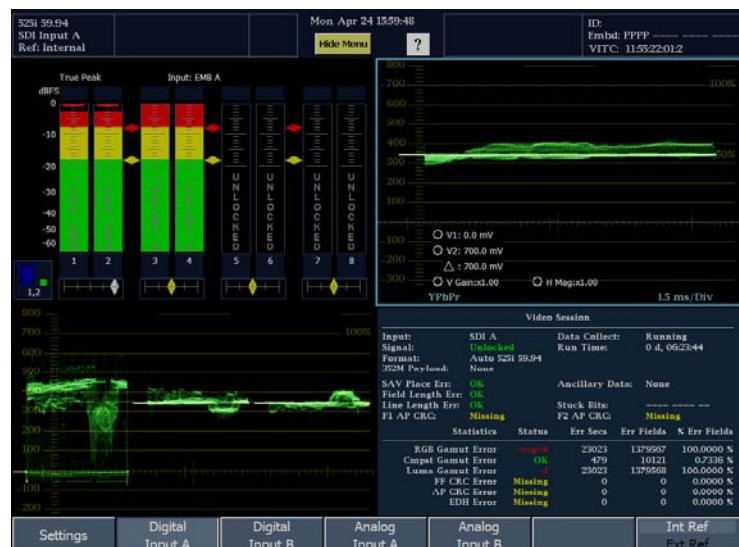 525i 59.94
SDI Input A
Ref: Internal
Mon Apr 24 15:59:48
Hide Menu
?
ID:
Embd: PPPP ---- ---- ----
VITC: 11:55:22:01:2
True Peak
Input: EMB A
dBFS
0
-10
-20
-30
-40
-50
-60
UNLOCKED
UNLOCKED
UNLOCKED
UNLOCKED
1 2 3 4 5 6 7 8
1,2
800
700
100%
600
500
400
50%
300
200
-100
-300
V1: 0.0 mV
V2: 700.0 mV
Δ : 700.0 mV
V Gain:x1.00
H Mag:x1.00
YPbPr
1.5 ms/Div
800
700
100%
600
500
400
300
200
100
-100
-200
Video Session
Input: SDI A Data Collect: Running
Signal: Unlocked Run Time: 0 d, 06:23:44
Format: Auto 525i 59.94
352M Payload: None
SAV Place Err: OK Ancillary Data: None
Field Length Err: OK
Line Length Err: OK Stuck Bits: ---- ---- --
F1 AP CRC: Missing F2 AP CRC: Missing
Statistics Status Err Secs Err Fields % Err Fields
RGB Gamut Error 23023 1379567 100.0000 %
Cmpst Gamut Error OK 479 10121 0.7336 %
Luma Gamut Error 23023 1379568 100.0000 %
FF CRC Error Missing 0 0 0.0000 %
AP CRC Error Missing 0 0 0.0000 %
EDH Error Missing 0 0 0.0000 %
Settings
Digital Input A
Digital Input B
Analog Input A
Analog Input B
Int Ref
Ext Ref